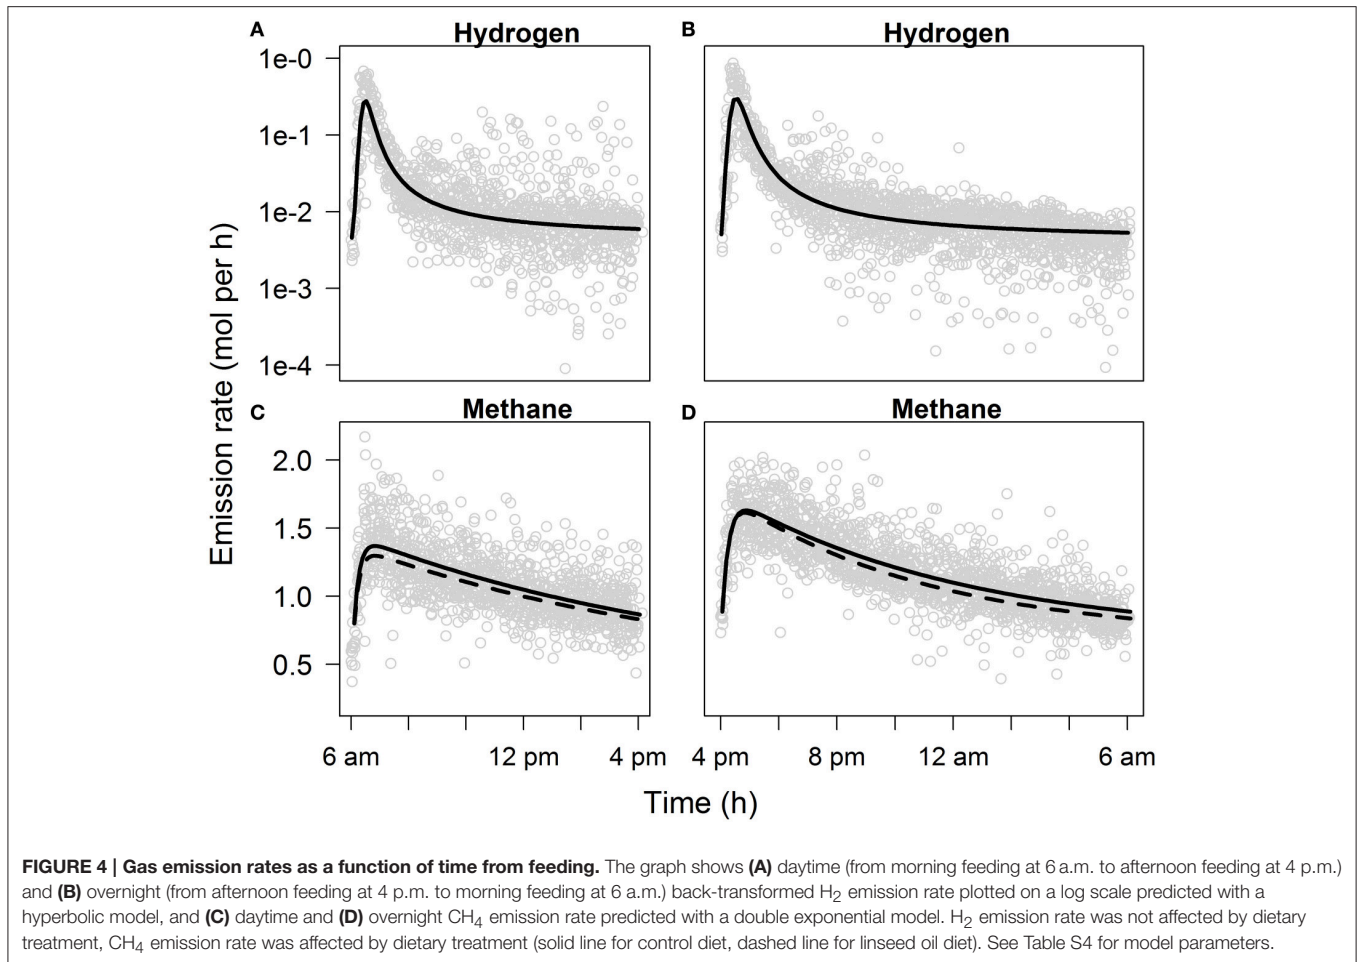 A Hydrogen
B Hydrogen
1e-0
1e-1
1e-2
1e-3
1e-4
Emission rate (mol per h)
C Methane
D Methane
2.0
1.5
1.0
0.5
6 am 12 pm 4 pm 4 pm 8 pm 12 am 6 am
Time (h)
FIGURE 4 | Gas emission rates as a function of time from feeding. The graph shows (A) daytime (from morning feeding at 6 a.m. to afternoon feeding at 4 p.m.)
and (B) overnight (from afternoon feeding at 4 p.m. to morning feeding at 6 a.m.) back-transformed H₂ emission rate plotted on a log scale predicted with a
hyperbolic model, and (C) daytime and (D) overnight CH₄ emission rate predicted with a double exponential model. H₂ emission rate was not affected by dietary
treatment, CH₄ emission rate was affected by dietary treatment (solid line for control diet, dashed line for linseed oil diet). See Table S4 for model parameters.